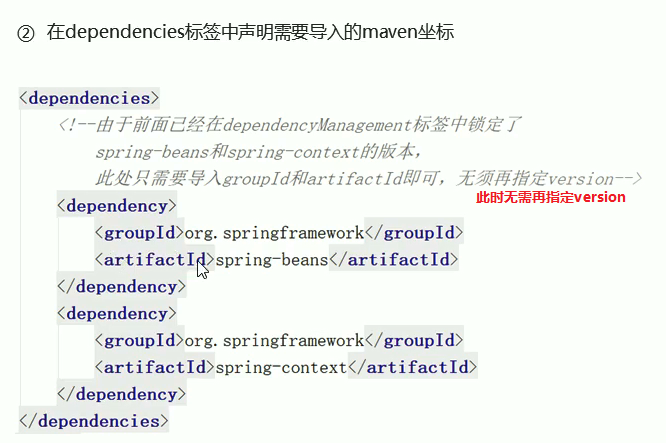 ② 在dependencies标签中声明需要导入的maven坐标
<dependencies>
<!--由于前面已经在dependencyManagement标签中锁定了
spring-beans和spring-context的版本，
此处只需要导入groupId和artifactId即可，无须再指定version-->
此时无需再指定version
<dependency>
<groupId>org.springframework</groupId>
<artifactId>spring-beans</artifactId>
</dependency>
<dependency>
<groupId>org.springframework</groupId>
<artifactId>spring-context</artifactId>
</dependency>
</dependencies>